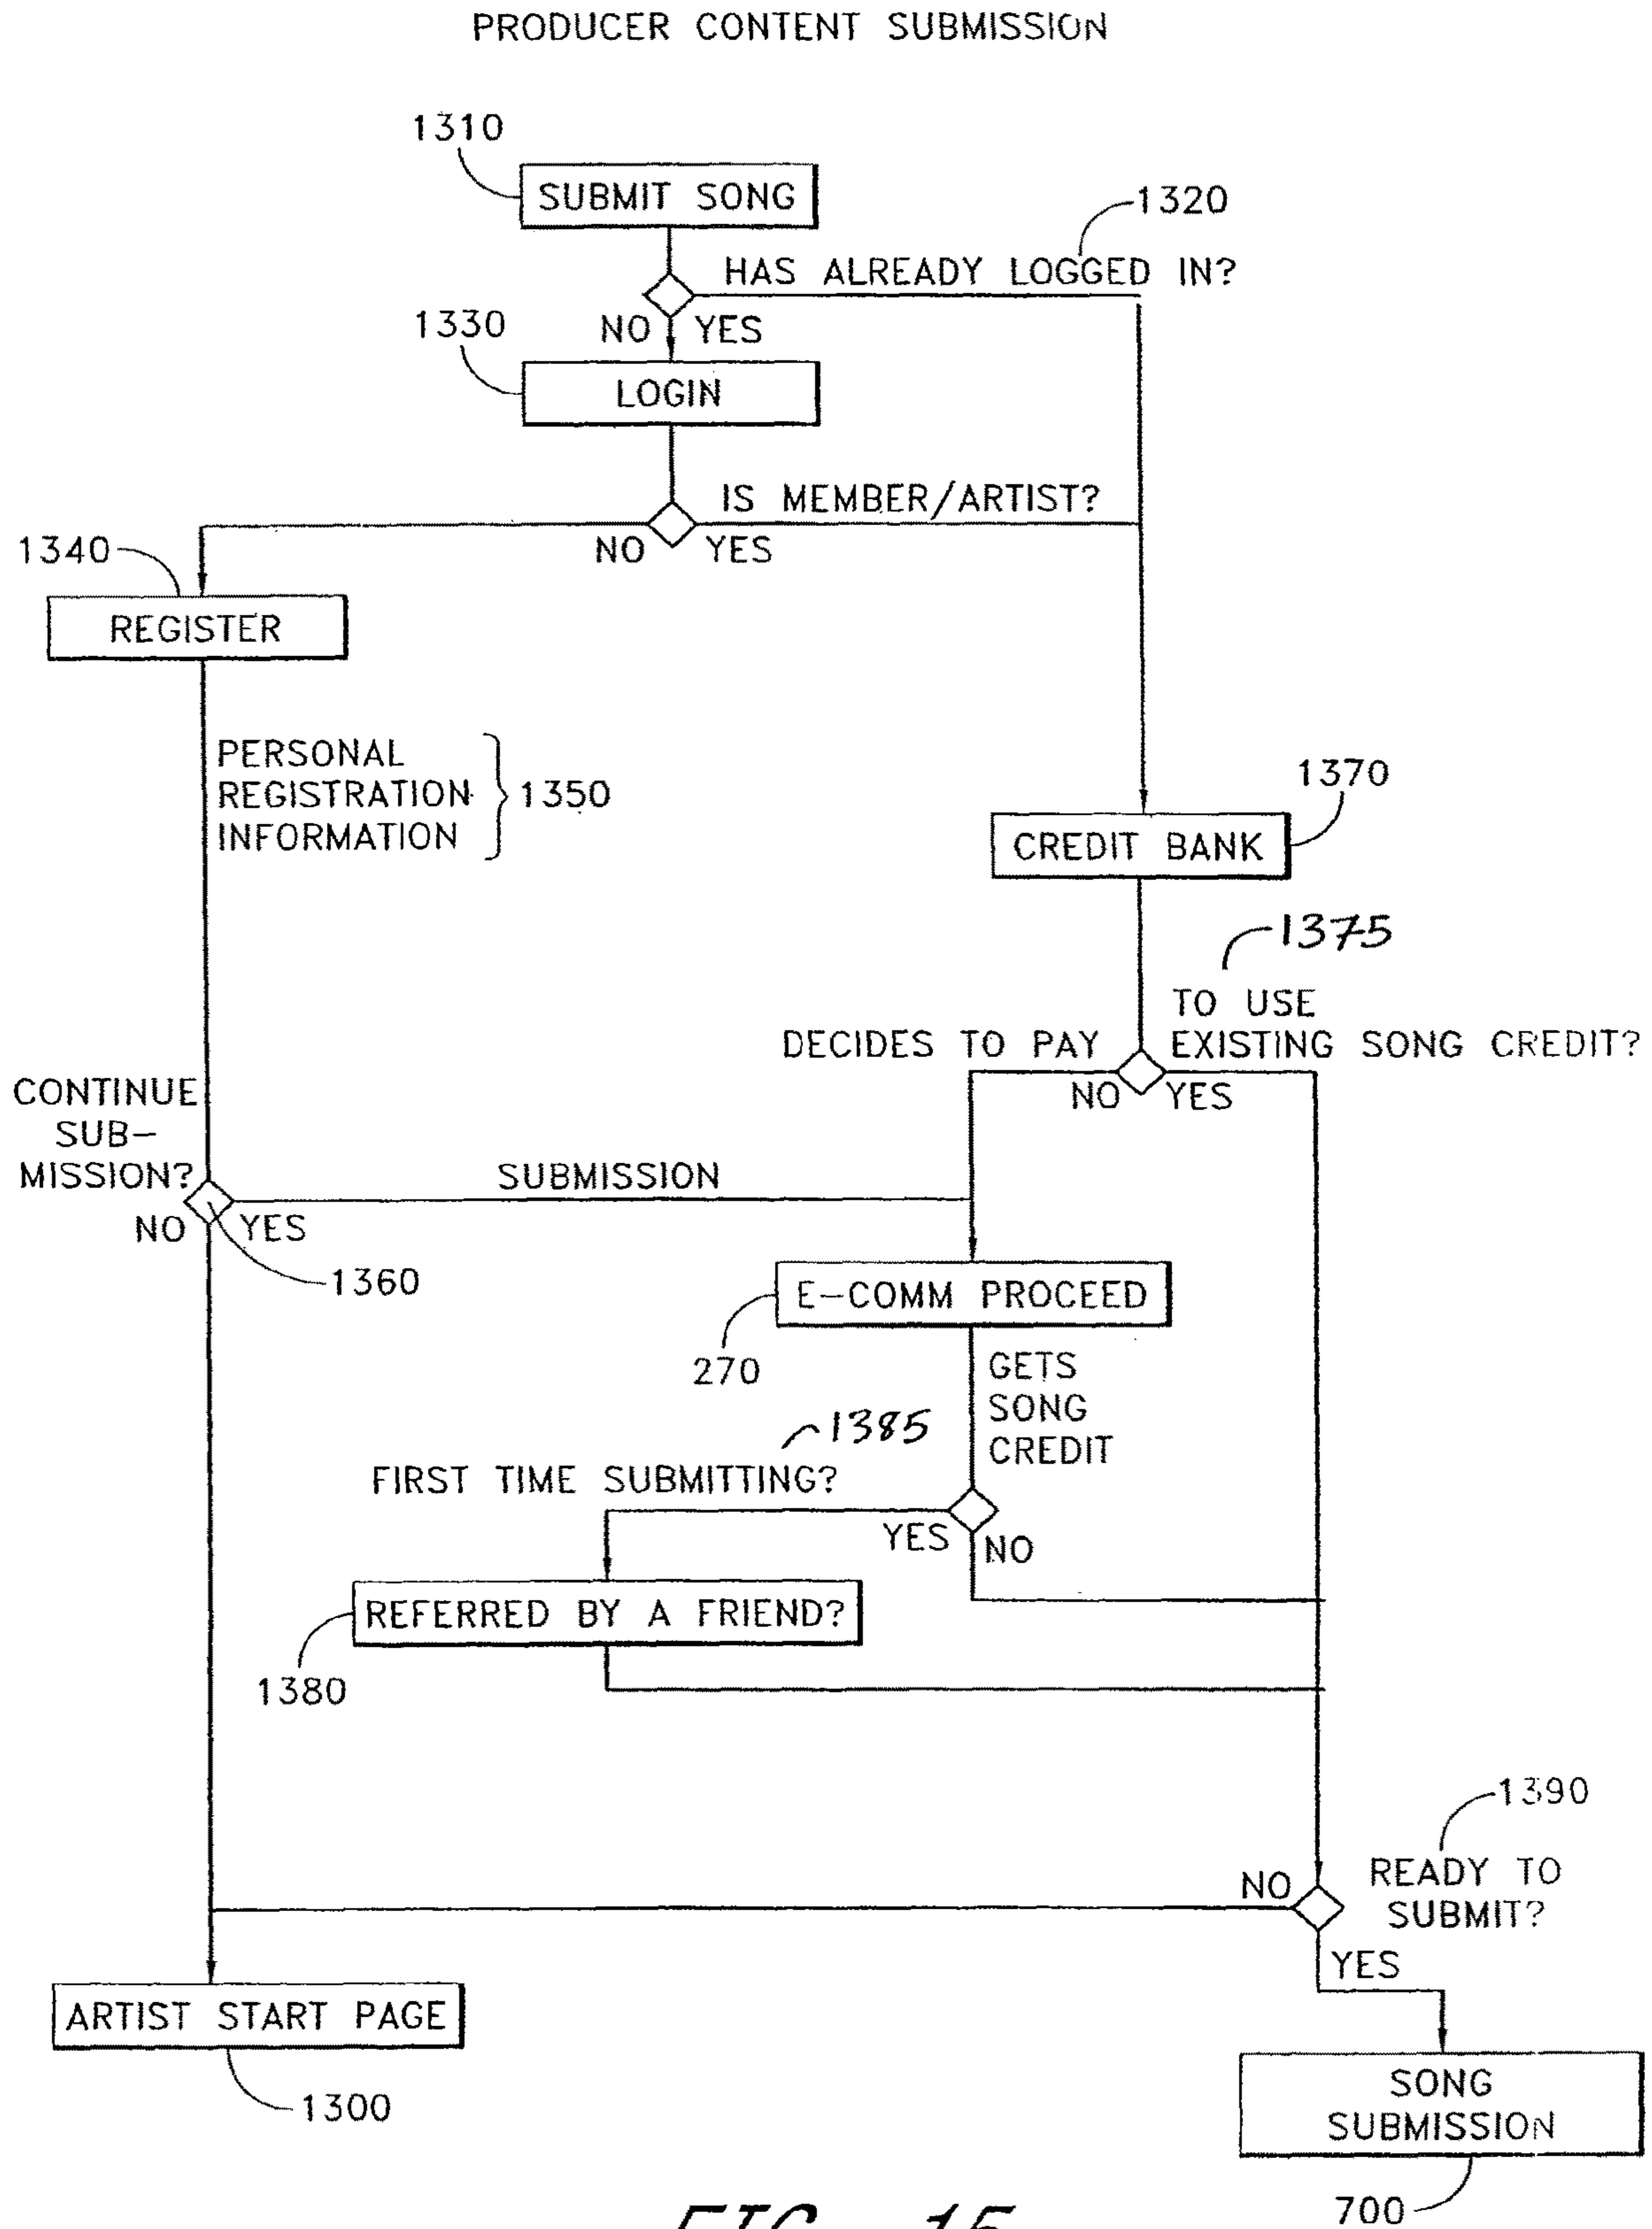 PRODUCER CONTENT SUBMISSION
1310
SUBMIT SONG
1320
HAS ALREADY LOGGED IN?
NO YES
1330
LOGIN
IS MEMBER/ARTIST?
NO YES
1340
REGISTER
PERSONAL
REGISTRATION
INFORMATION
1350
1370
CREDIT BANK
1375
TO USE
DECIDES TO PAY EXISTING SONG CREDIT?
NO YES
CONTINUE
SUB-
MISSION?
SUBMISSION
NO YES
1360
E-COMM PROCEED
270
GETS
SONG
CREDIT
1385
FIRST TIME SUBMITTING?
YES NO
REFERRED BY A FRIEND?
1380
1390
READY TO
SUBMIT?
NO
YES
ARTIST START PAGE
1300
SONG
SUBMISSION
700
FIG. 15